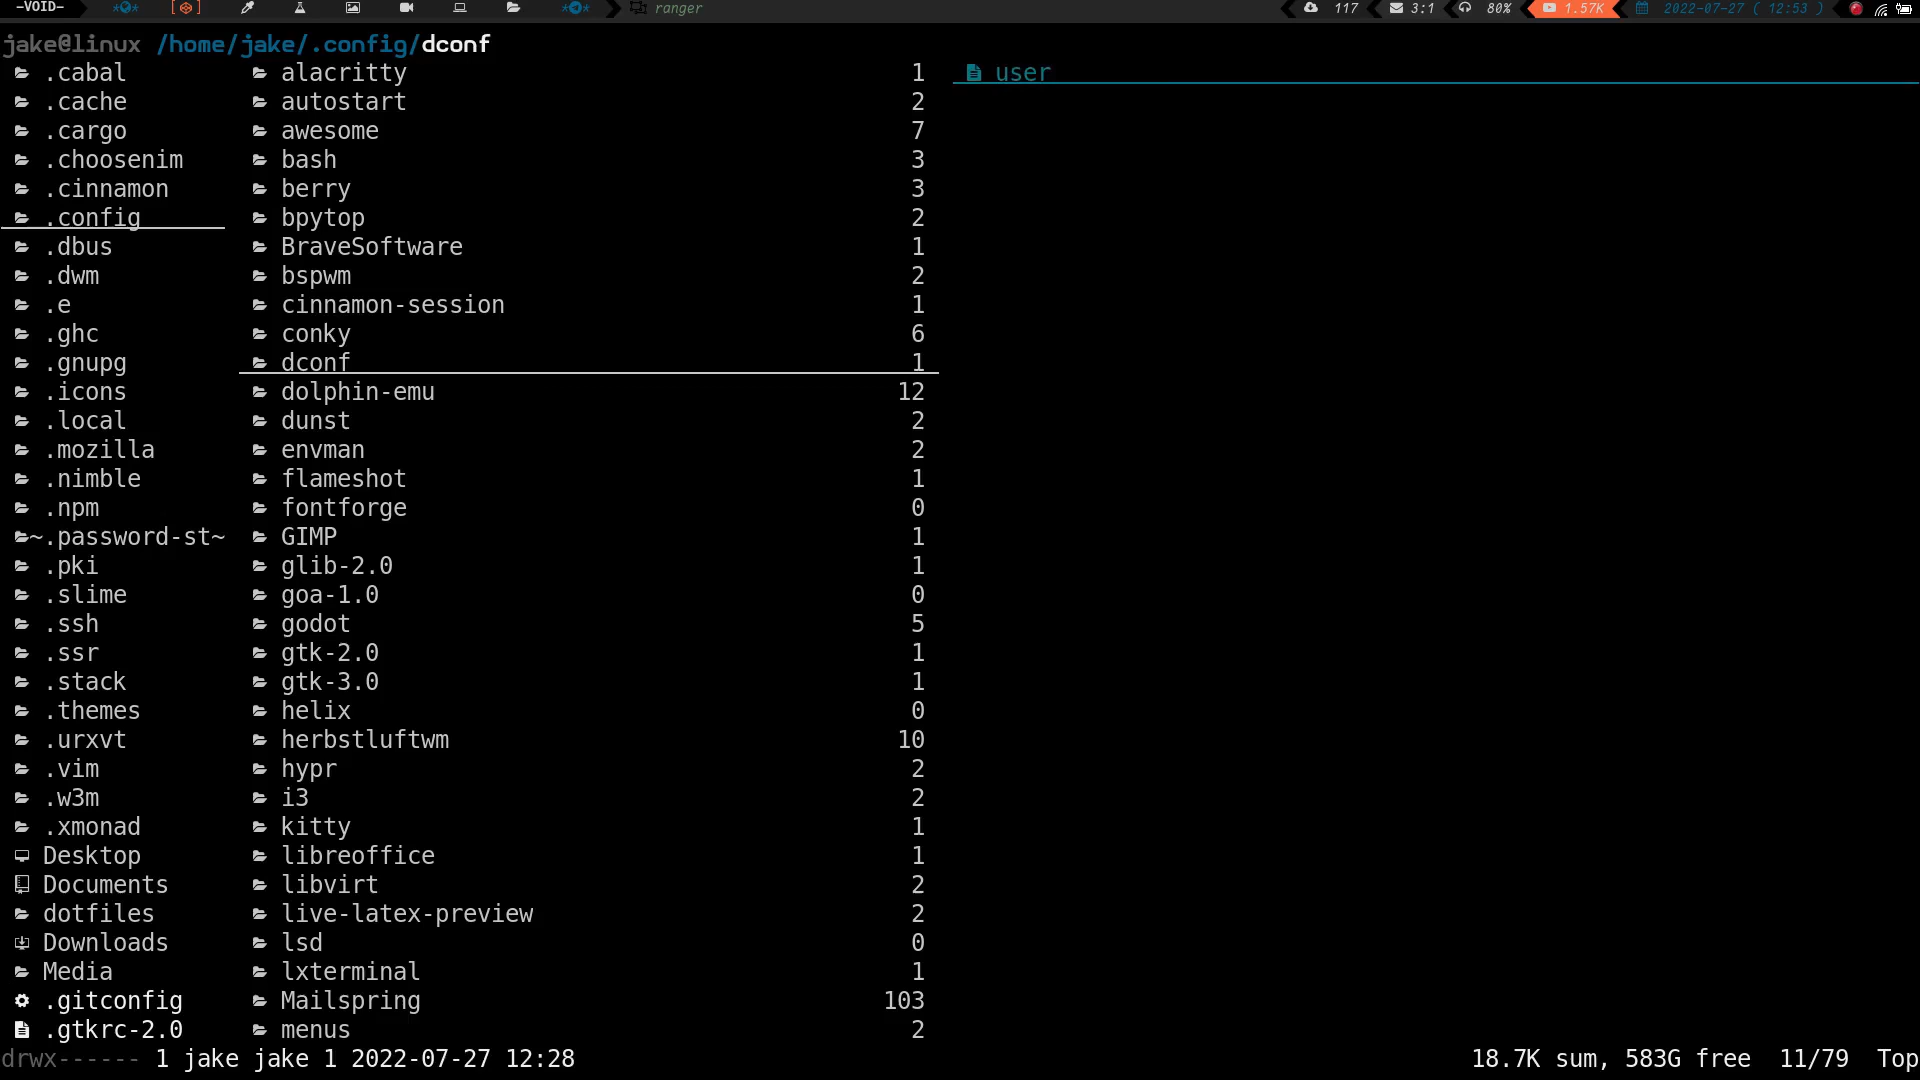 —VOID— ranger 117 3:1 80% 1.57K 2022-07-27 ( 12:53 )
jake@linux /home/jake/.config/dconf
.cabal alacritty 1 user
.cache autostart 2
.cargo awesome 7
.choosenim bash 3
.cinnamon berry 3
.config bpytop 2
.dbus BraveSoftware 1
.dwm bspwm 2
.e cinnamon-session 1
.ghc conky 6
.gnupg dconf 1
.icons dolphin-emu 12
.local dunst 2
.mozilla envman 2
.nimble flameshot 1
.npm fontforge 0
~.password-st~ GIMP 1
.pki glib-2.0 1
.slime goa-1.0 0
.ssh godot 5
.ssr gtk-2.0 1
.stack gtk-3.0 1
.themes helix 0
.urxvt herbstluftwm 10
.vim hypr 2
.w3m i3 2
.xmonad kitty 1
Desktop libreoffice 1
Documents libvirt 2
dotfiles live-latex-preview 2
Downloads lsd 0
Media lxterminal 1
.gitconfig Mailspring 103
.gtkrc-2.0 menus 2
drwx------ 1 jake jake 1 2022-07-27 12:28 18.7K sum, 583G free 11/79 Top